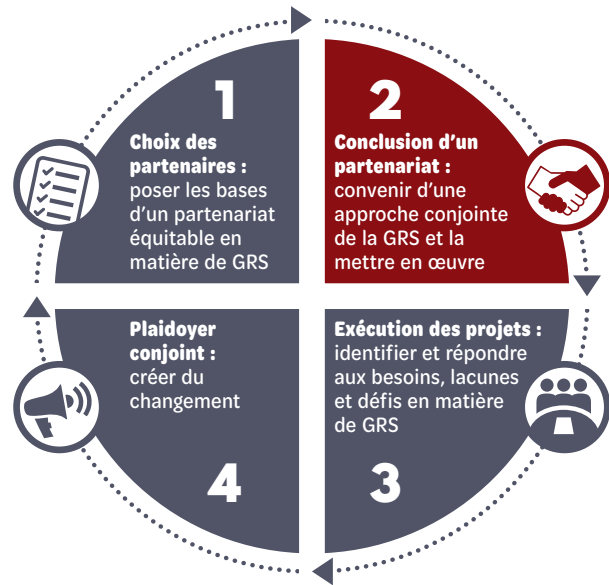 1
Choix des
partenaires :
poser les bases
d’un partenariat
équitable en
matière de GRS
2
Conclusion d’un
partenariat :
convenir d’une
approche conjointe
de la GRS et la
mettre en œuvre
Exécution des projets :
identifier et répondre
aux besoins, lacunes
et défis en matière
de GRS
3
Plaidoyer
conjoint :
créer du
changement
4